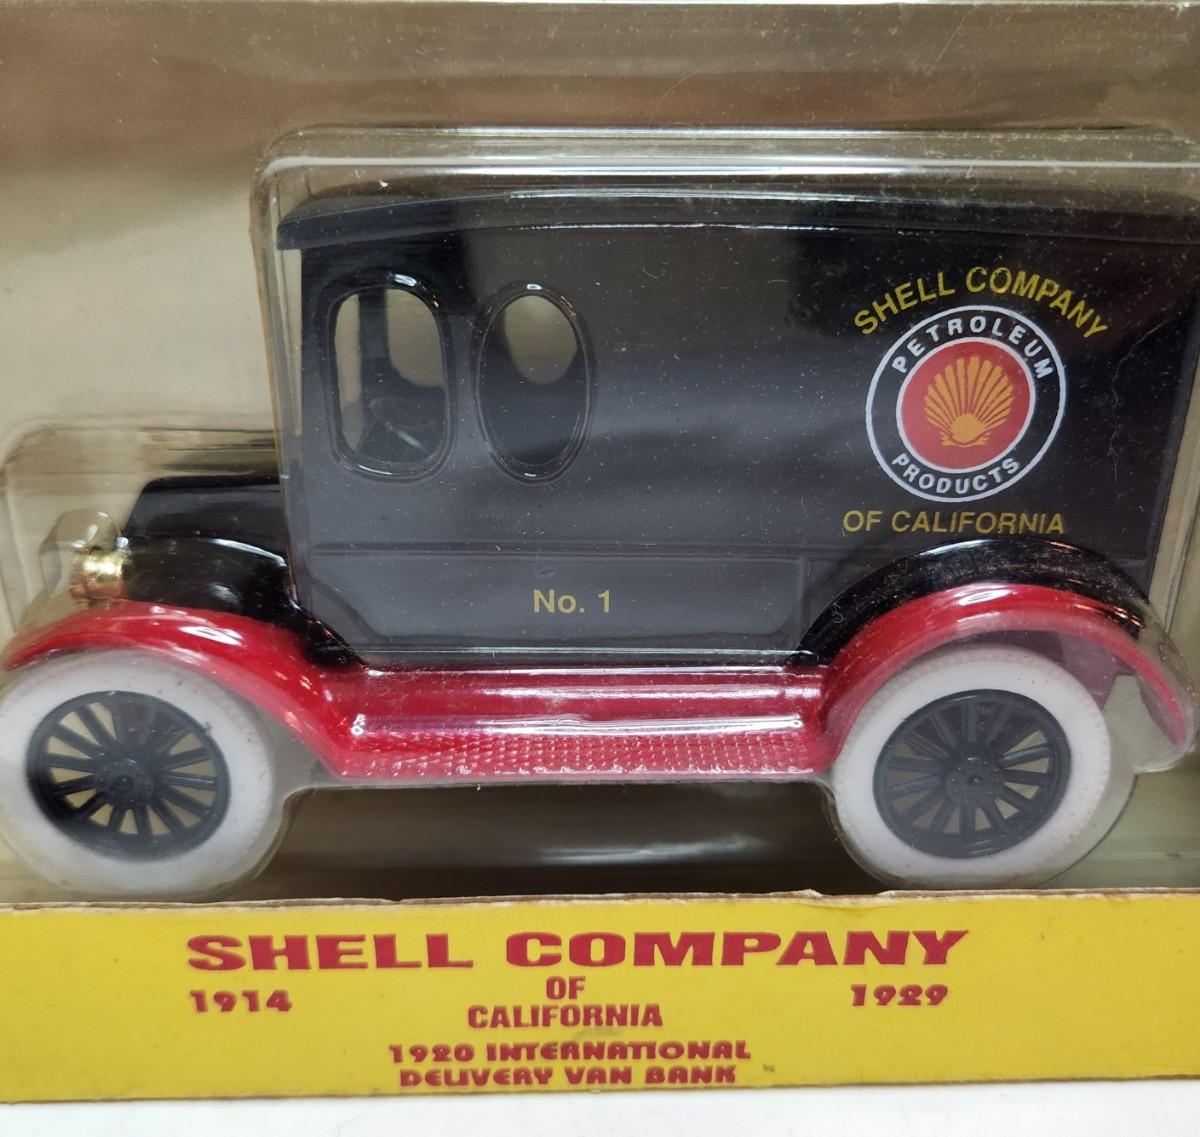 SHELL COMPANY
PETROLEUM
PRODUCTS
OF CALIFORNIA
No. 1
SHELL COMPANY
1914 OF 1929
CALIFORNIA
1920 INTERNATIONAL
DELIVERY VAN BANK